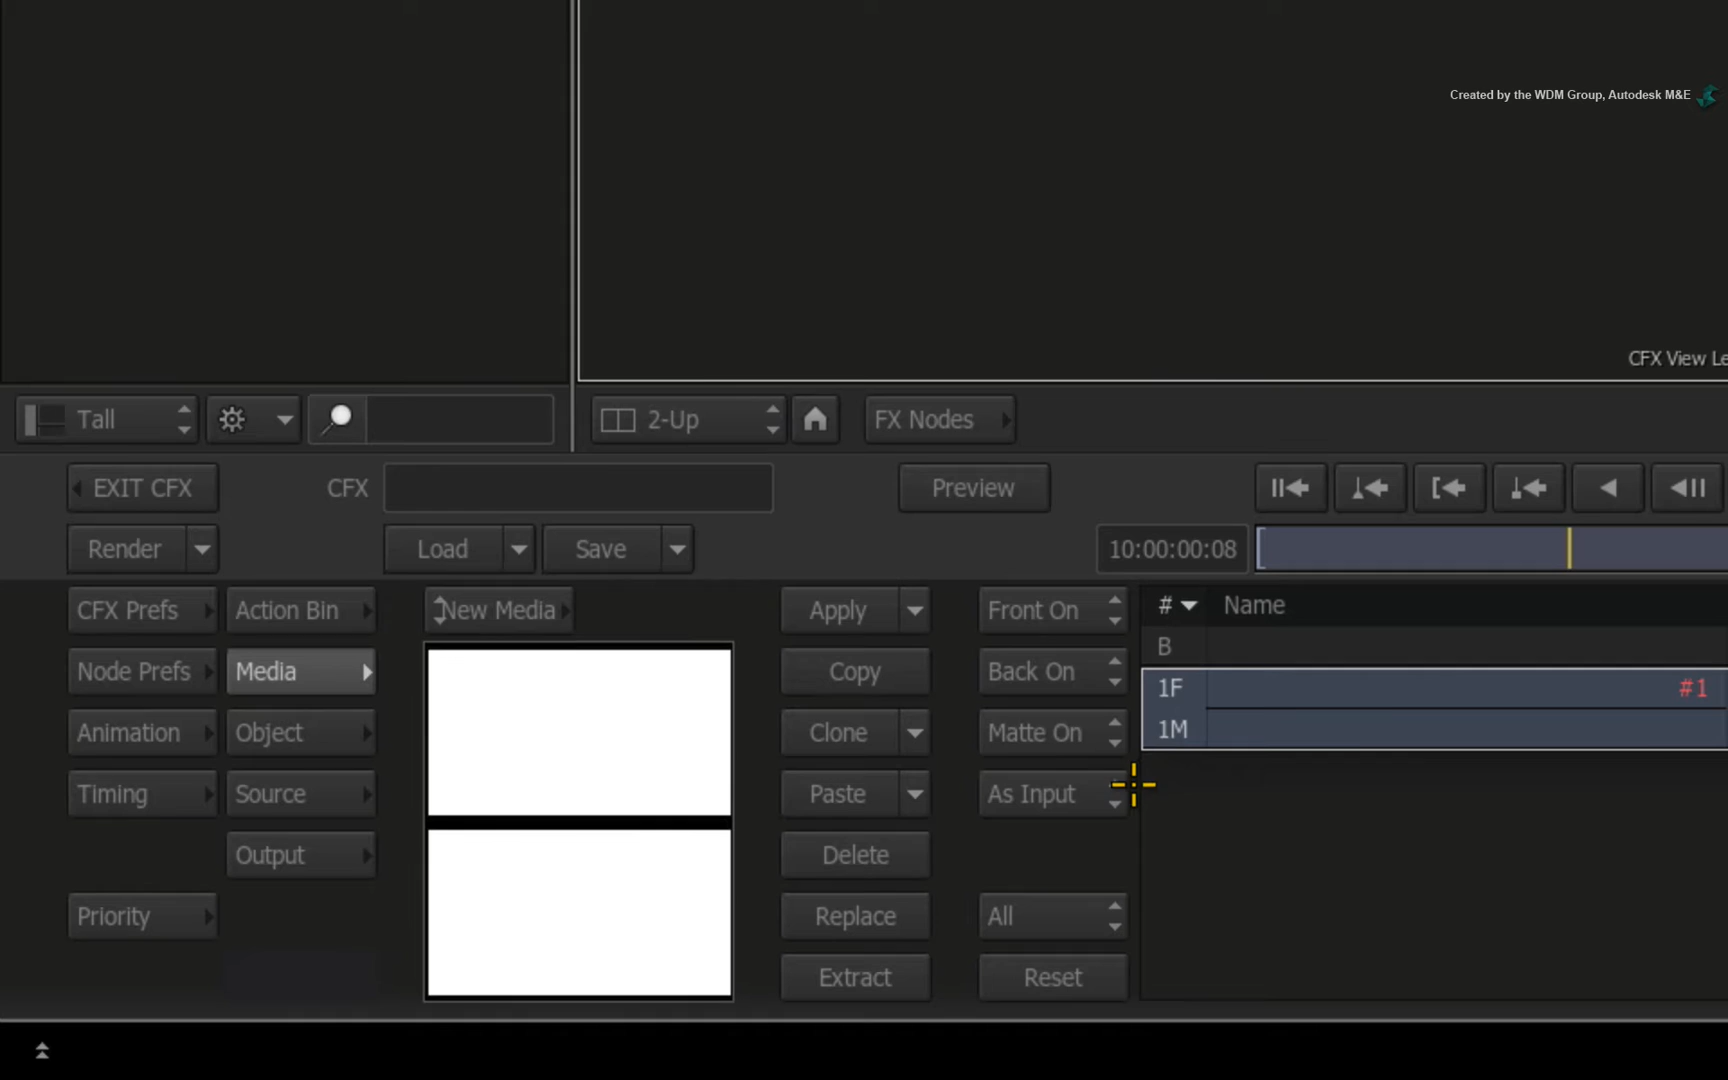 Created by the WDM Group, Autodesk M&E
Tall
2-Up
FX Nodes
EXIT CFX
CFX
Preview
Render
Load
Save
10:00:00:08
CFX Prefs
Action Bin
New Media
Apply
Front On
# Name
B
Node Prefs
Media
Copy
Back On
1F #1
Animation
Object
Clone
Matte On
1M
Timing
Source
Paste
As Input
Output
Delete
Priority
Replace
All
Extract
Reset